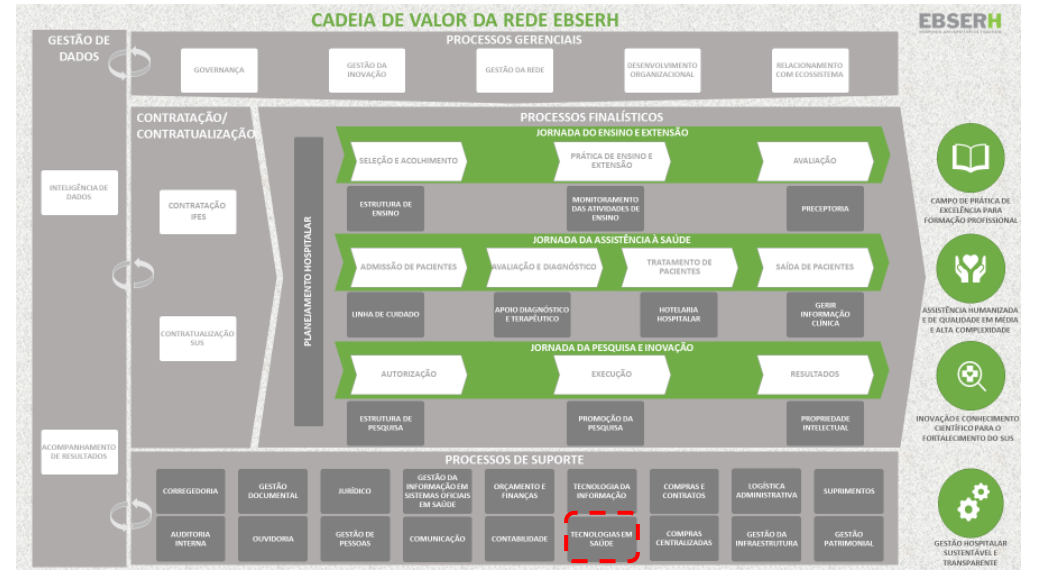 CADEIA DE VALOR DA REDE EBSERH
EBSERH
GESTÃO DE
DADOS
INTELIGÊNCIA DE
DADOS
ACOMPANHAMENTO
DE RESULTADOS
PROCESSOS GERENCIAIS
GOVERNANÇA
GESTÃO DA
INOVAÇÃO
GESTÃO DA REDE
DESENVOLVIMENTO
ORGANIZACIONAL
RELACIONAMENTO
COM ECOSSISTEMA
CONTRATAÇÃO/
CONTRATUALIZAÇÃO
CONTRATAÇÃO
IFES
CONTRATUALIZAÇÃO
SUS
PROCESSOS FINALÍSTICOS
PLANEJAMENTO HOSPITALAR
JORNADA DO ENSINO E EXTENSÃO
SELEÇÃO E ACOLHIMENTO
PRÁTICA DE ENSINO E
EXTENSÃO
AVALIAÇÃO
ESTRUTURA DE
ENSINO
MONITORAMENTO
DAS ATIVIDADES DE
ENSINO
PRECEPTORIA
JORNADA DA ASSISTÊNCIA À SAÚDE
ADMISSÃO DE PACIENTES
AVALIAÇÃO E DIAGNÓSTICO
TRATAMENTO DE
PACIENTES
SAÍDA DE PACIENTES
LINHA DE CUIDADO
APOIO DIAGNÓSTICO
E TERAPÊUTICO
HOTELARIA
HOSPITALAR
GERIR
INFORMAÇÃO
CLÍNICA
JORNADA DA PESQUISA E INOVAÇÃO
AUTORIZAÇÃO
EXECUÇÃO
RESULTADOS
ESTRUTURA DE
PESQUISA
PROMOÇÃO DA
PESQUISA
PROPRIEDADE
INTELECTUAL
CAMPO DE PRÁTICA DE
EXCELÊNCIA PARA
FORMAÇÃO PROFISSIONAL
ASSISTÊNCIA HUMANIZADA
E DE QUALIDADE EM MÉDIA
E ALTA COMPLEXIDADE
INOVAÇÃO E CONHECIMENTO
CIENTÍFICO PARA O
FORTALECIMENTO DO SUS
GESTÃO HOSPITALAR
SUSTENTÁVEL E
TRANSPARENTE
PROCESSOS DE SUPORTE
CORREGEDORIA
GESTÃO
DOCUMENTAL
JURÍDICO
GESTÃO DA
INFORMAÇÃO EM
SISTEMAS OFICIAIS
EM SAÚDE
ORÇAMENTO E
FINANÇAS
TECNOLOGIA DA
INFORMAÇÃO
COMPRAS E
CONTRATOS
LOGÍSTICA
ADMINISTRATIVA
SUPRIMENTOS
AUDITORIA
INTERNA
OUVIDORIA
GESTÃO DE
PESSOAS
COMUNICAÇÃO
CONTABILIDADE
TECNOLOGIAS EM
SAÚDE
COMPRAS
CENTRALIZADAS
GESTÃO DA
INFRAESTRUTURA
GESTÃO
PATRIMONIAL